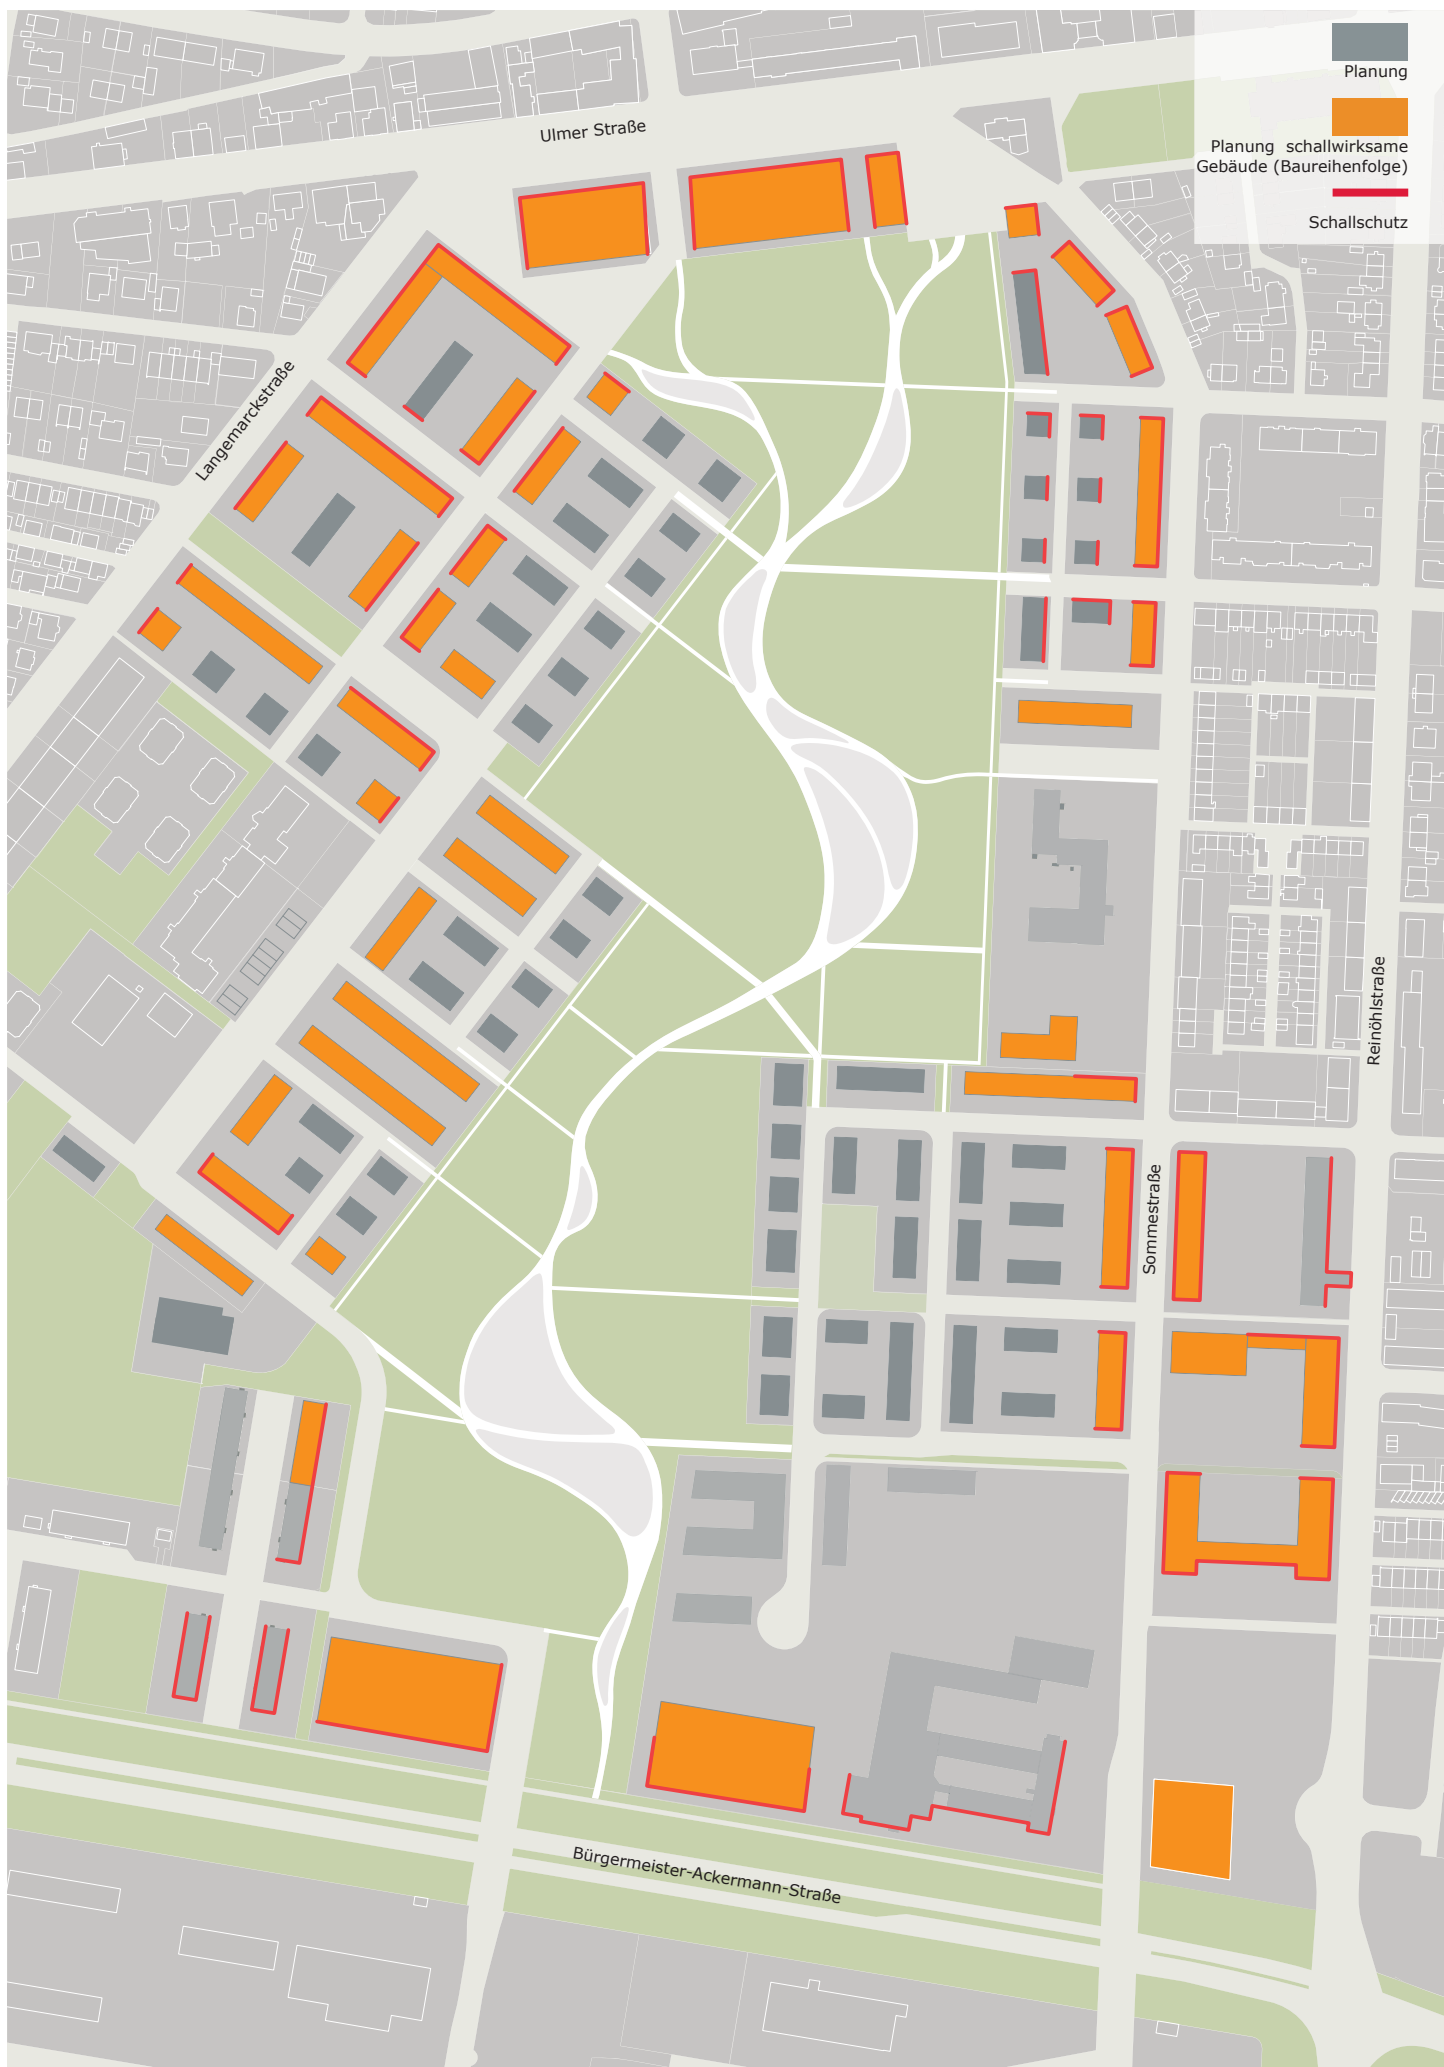 Planung
Planung schallwirksame
Gebäude (Baureihenfolge)
Schallschutz
Ulmer Straße
Langemarckstraße
Reinöhlstraße
Sommestraße
Bürgermeister-Ackermann-Straße